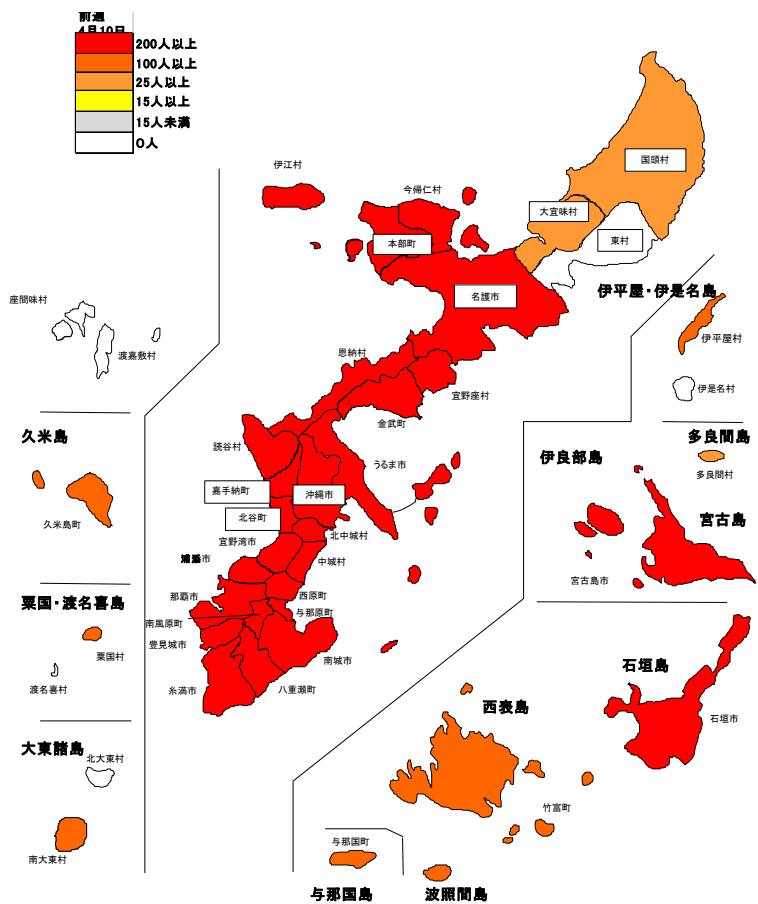 前週
4月10日
200人以上
100人以上
25人以上
15人以上
15人未満
0人
国頭村
伊江村
今帰仁村
大宜味村
東村
本部町
名護市
伊平屋・伊是名島
座間味村
渡嘉敷村
伊平屋村
恩納村
伊是名村
宜野座村
久米島
金武町
多良間島
読谷村
うるま市
伊良部島
多良間村
嘉手納町
沖縄市
久米島町
北谷町
宮古島
宜野湾市
北中城村
浦添市
中城村
宮古島市
粟国・渡名喜島
那覇市
西原町
南風原町
与那原町
粟国村
豊見城市
南城市
石垣島
渡名喜村
糸満市
八重瀬町
西表島
石垣市
大東諸島
北大東村
竹富町
与那国町
南大東村
与那国島
波照間島